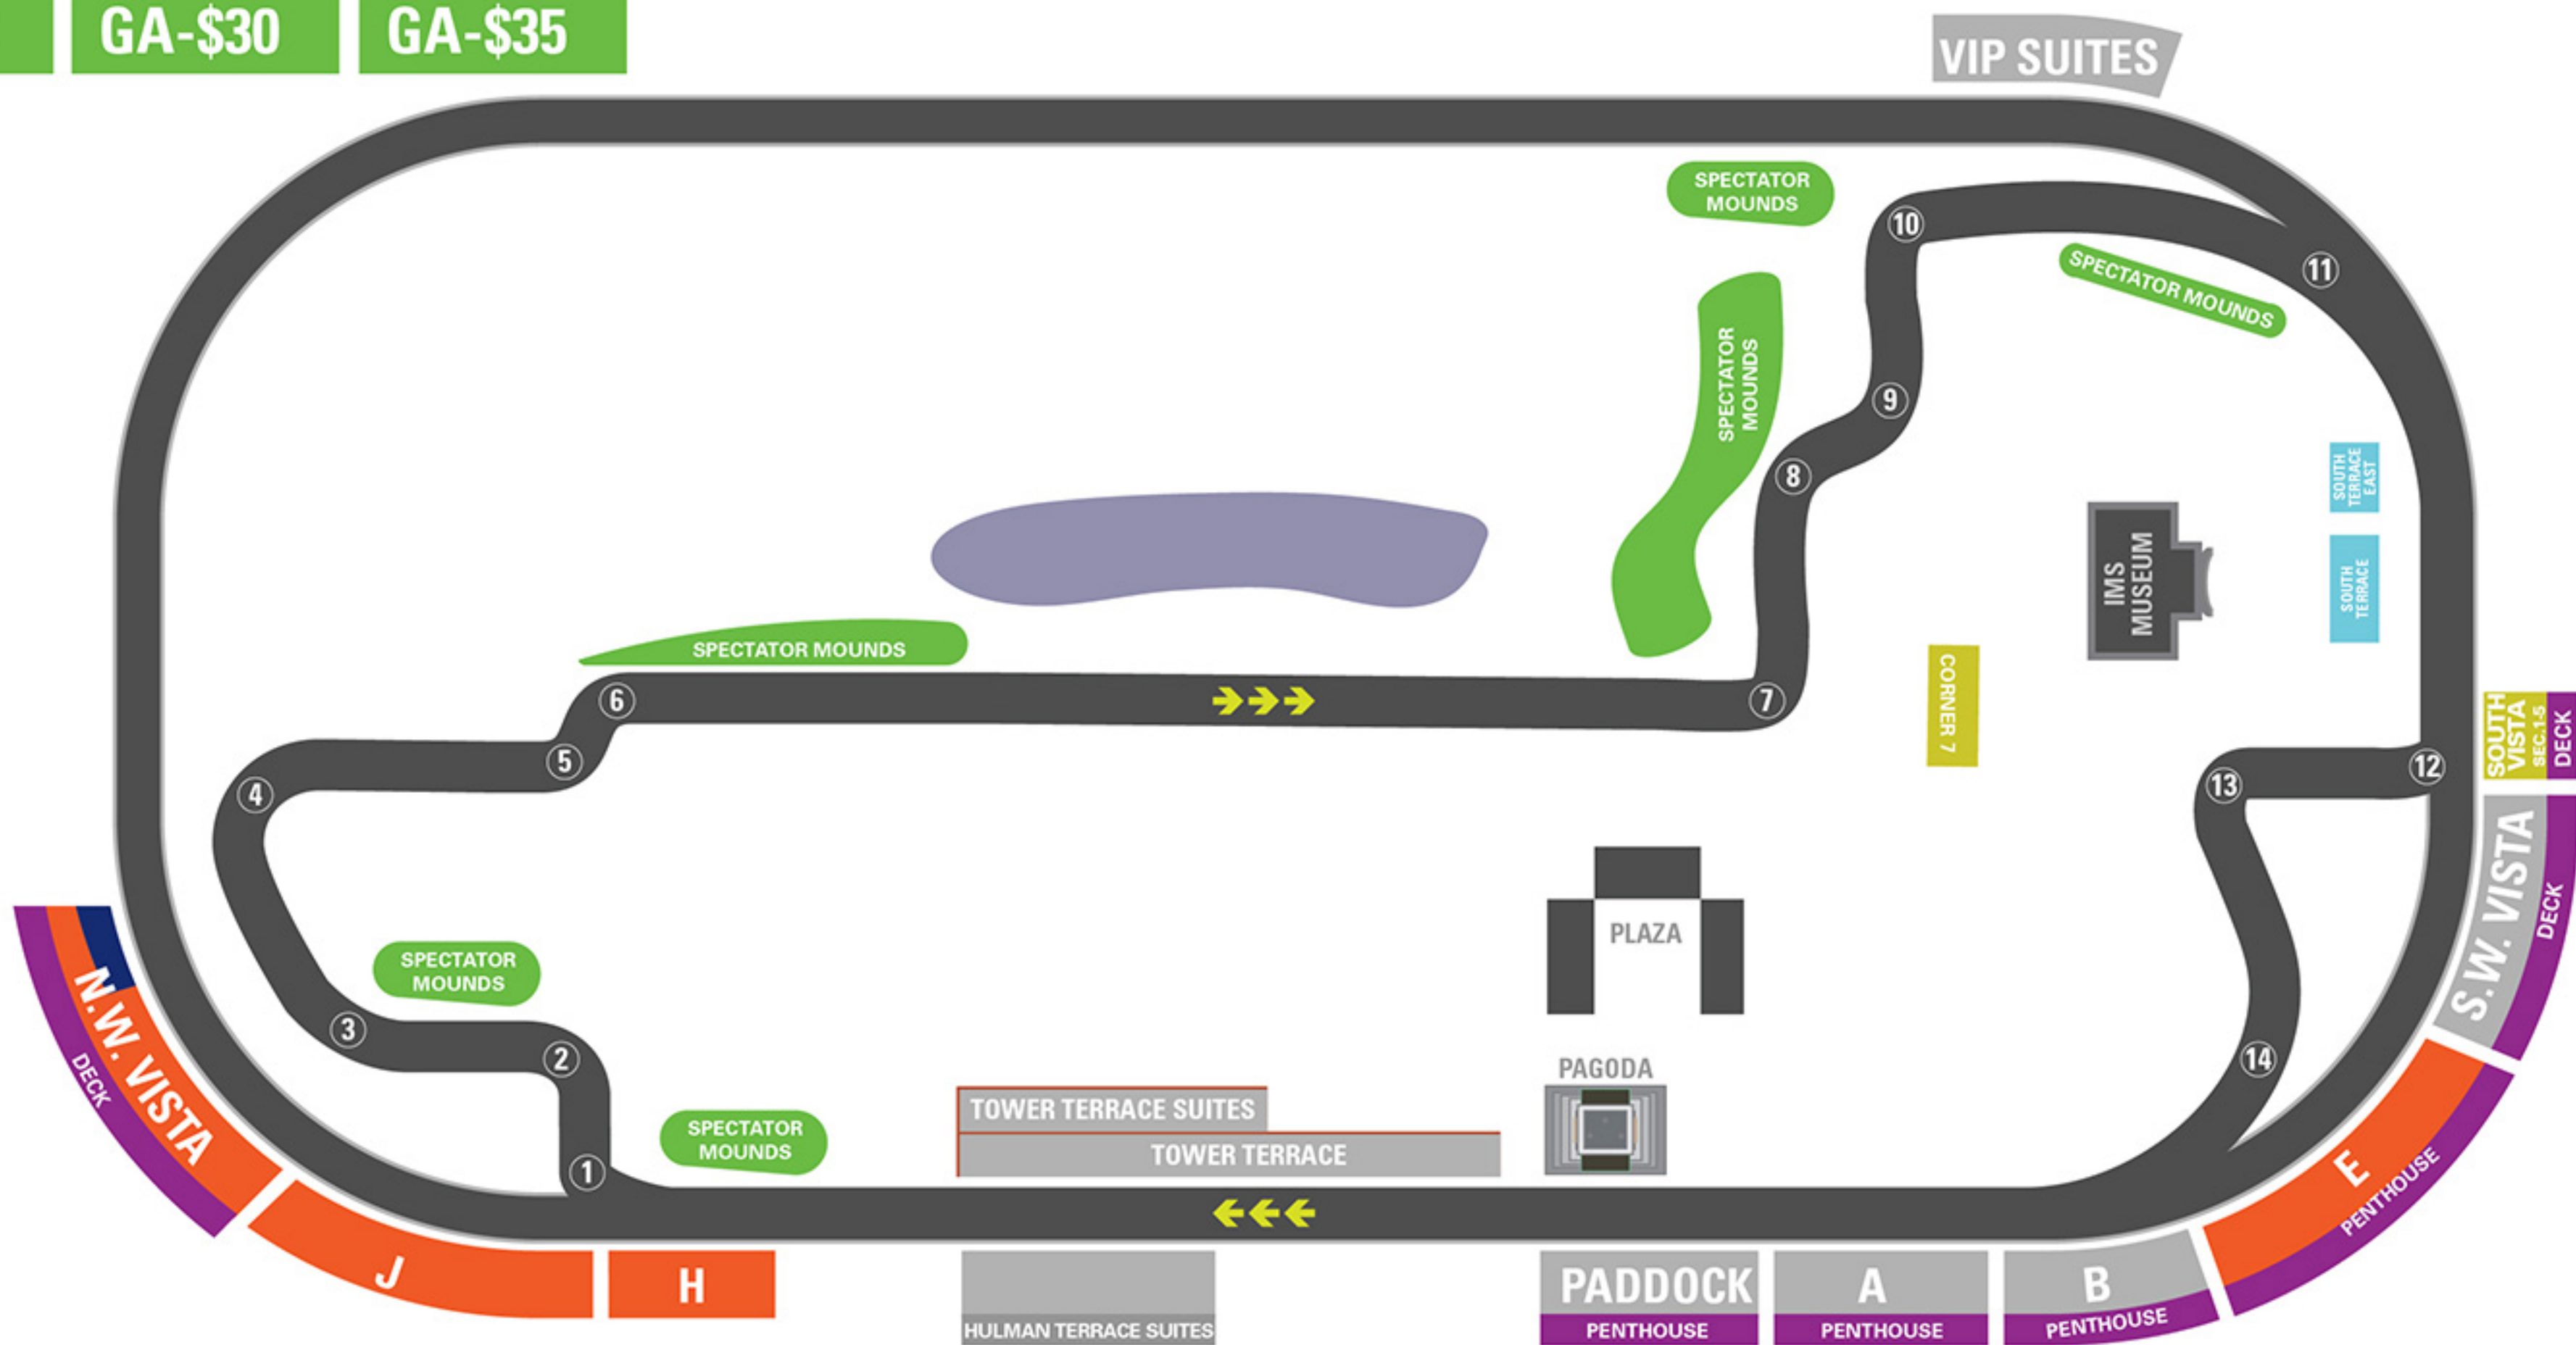 GA-$30
GA-$35
VIP SUITES
SPECTATOR
MOUNDS
10
11
SPECTATOR MOUNDS
SPECTATOR
MOUNDS
9
8
SOUTH
TERRACE
EAST
SOUTH
TERRACE
IMS
MUSEUM
SPECTATOR MOUNDS
6
7
CORNER 7
SOUTH
VISTA
SEC.1-5
DECK
5
4
13
12
S.W. VISTA
DECK
PLAZA
SPECTATOR
MOUNDS
N.W. VISTA
DECK
3
2
14
PAGODA
TOWER TERRACE SUITES
TOWER TERRACE
SPECTATOR
MOUNDS
1
E
PENTHOUSE
J
H
HULMAN TERRACE SUITES
PADDOCK
PENTHOUSE
A
PENTHOUSE
B
PENTHOUSE